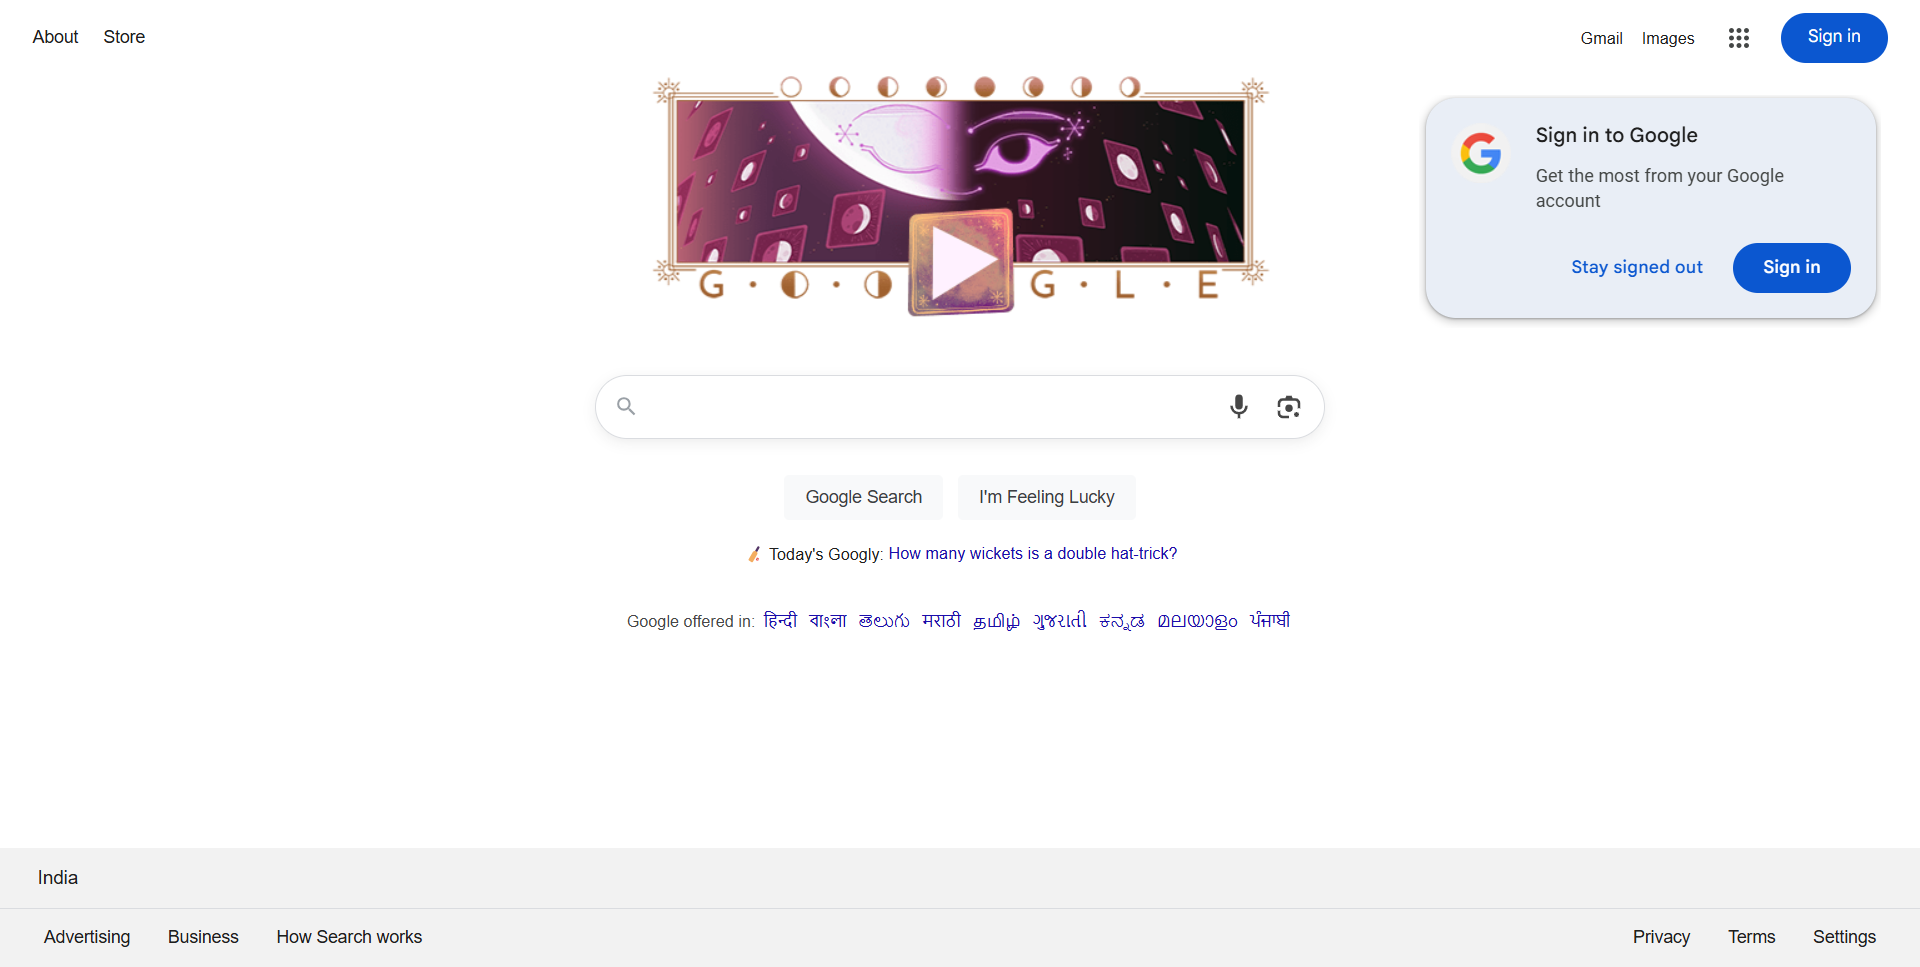 About Store
Gmail Images Sign in
G · O O G · L · E
Sign in to Google
Get the most from your Google
account
Stay signed out Sign in
Google Search I'm Feeling Lucky
Today's Googly: How many wickets is a double hat-trick?
Google offered in: हिन्दी বাংলা తెలుగు मराठी தமிழ் ગુજરાતી ಕನ್ನಡ മലയാളം ਪੰਜਾਬੀ
India
Advertising Business How Search works
Privacy Terms Settings